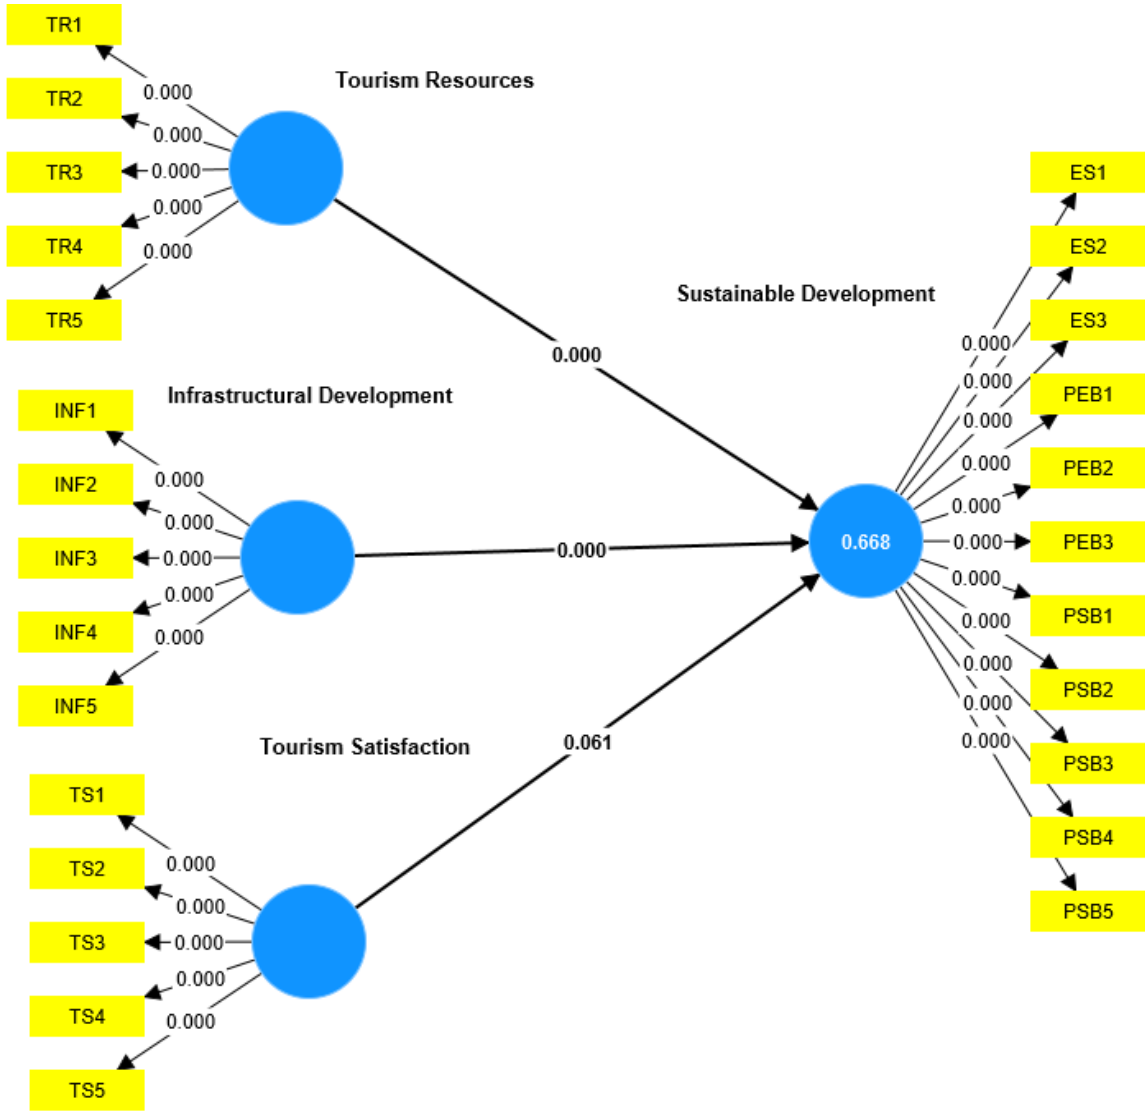 TR1
TR2
TR3
TR4
TR5
0.000
0.000
0.000
0.000
0.000
Tourism Resources
0.000
INF1
INF2
INF3
INF4
INF5
0.000
0.000
0.000
0.000
0.000
Infrastructural Development
0.000
TS1
TS2
TS3
TS4
TS5
0.000
0.000
0.000
0.000
0.000
Tourism Satisfaction
0.061
Sustainable Development
0.668
0.000
0.000
0.000
0.000
0.000
0.000
0.000
0.000
0.000
0.000
0.000
ES1
ES2
ES3
PEB1
PEB2
PEB3
PSB1
PSB2
PSB3
PSB4
PSB5